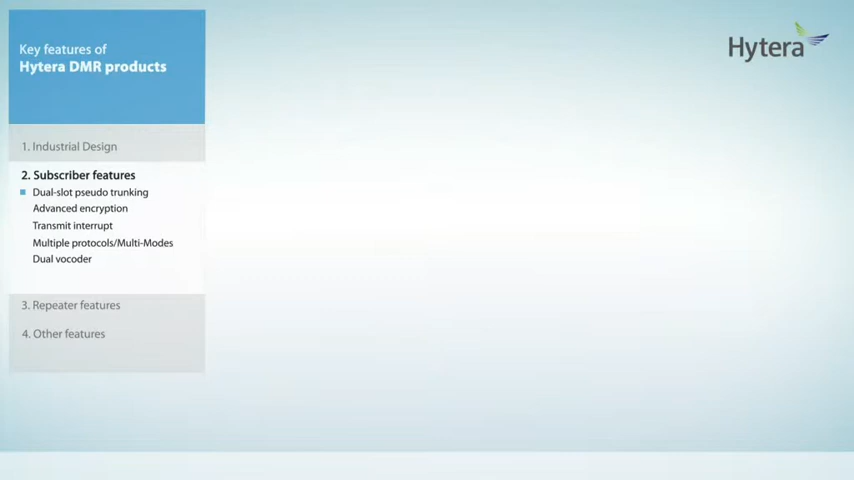 Key features of
Hytera DMR products
Hytera
1. Industrial Design
2. Subscriber features
Dual-slot pseudo trunking
Advanced encryption
Transmit interrupt
Multiple protocols/Multi-Modes
Dual vocoder
3. Repeater features
4. Other features